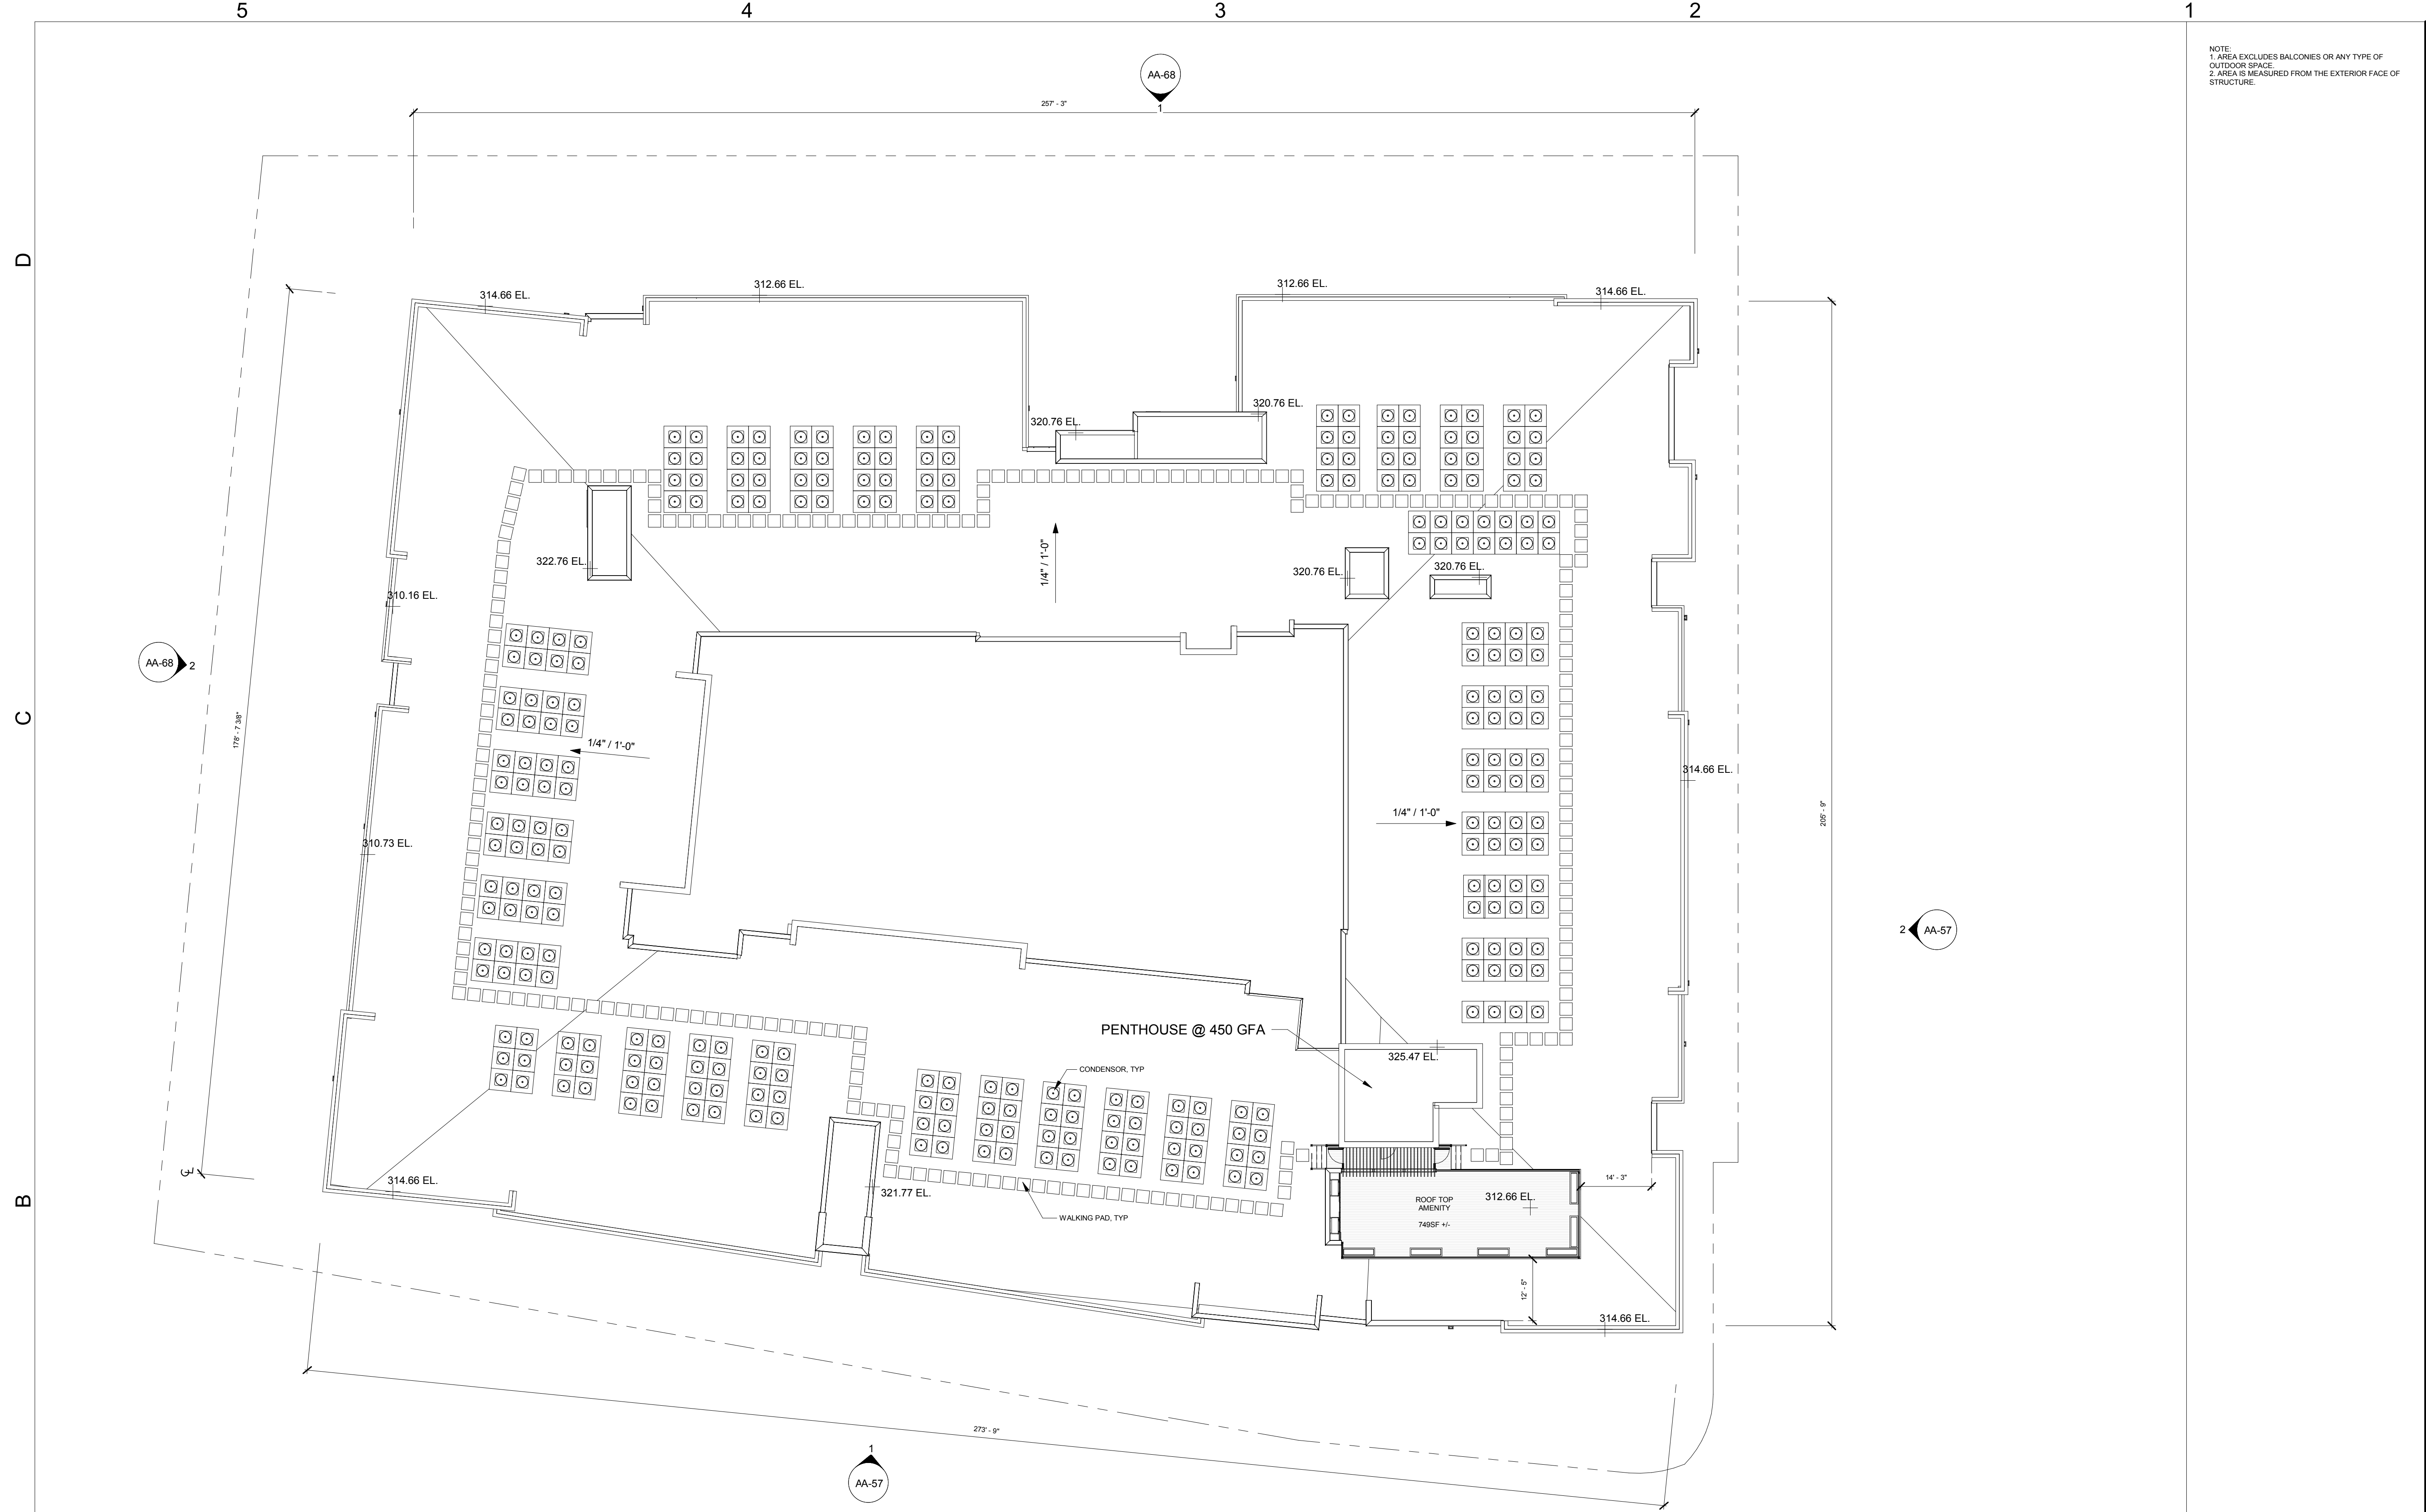 5 4 3 2 1
NOTE:
1. AREA EXCLUDES BALCONIES OR ANY TYPE OF
OUTDOOR SPACE.
2. AREA IS MEASURED FROM THE EXTERIOR FACE OF
STRUCTURE.
AA-68
1
257' - 3"
D
314.66 EL.
312.66 EL.
312.66 EL.
314.66 EL.
320.76 EL.
320.76 EL.
322.76 EL.
1/4" / 1'-0"
320.76 EL.
320.76 EL.
310.16 EL.
AA-68
2
C
178' - 7 3/8"
1/4" / 1'-0"
314.66 EL.
1/4" / 1'-0"
205' - 9"
310.73 EL.
2
AA-57
PENTHOUSE @ 450 GFA
325.47 EL.
CONDENSOR, TYP
B
314.66 EL.
321.77 EL.
WALKING PAD, TYP
ROOF TOP
AMENITY
749SF +/-
312.66 EL.
14' - 3"
12' - 5"
314.66 EL.
273' - 9"
1
AA-57